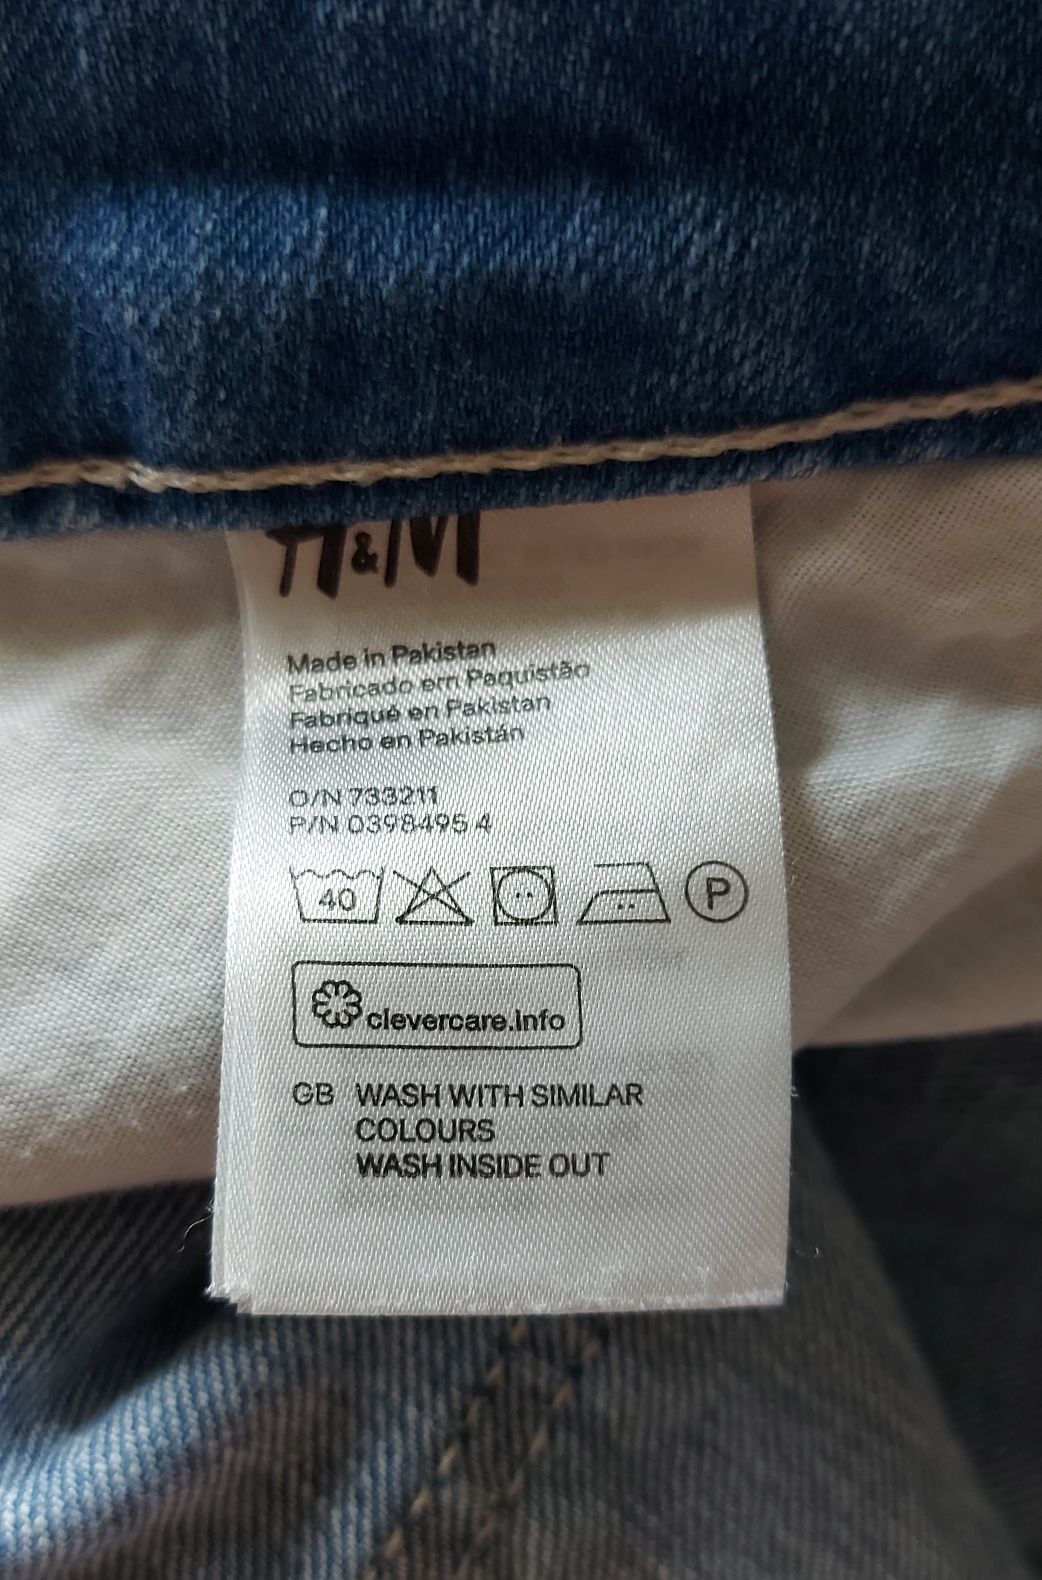 H&M
Made in Pakistan
Fabricado em Paquistão
Fabriqué en Pakistan
Hecho en Pakistán
O/N 733211
P/N 0398495 4
40 P
clevercare.info
GB WASH WITH SIMILAR
COLOURS
WASH INSIDE OUT